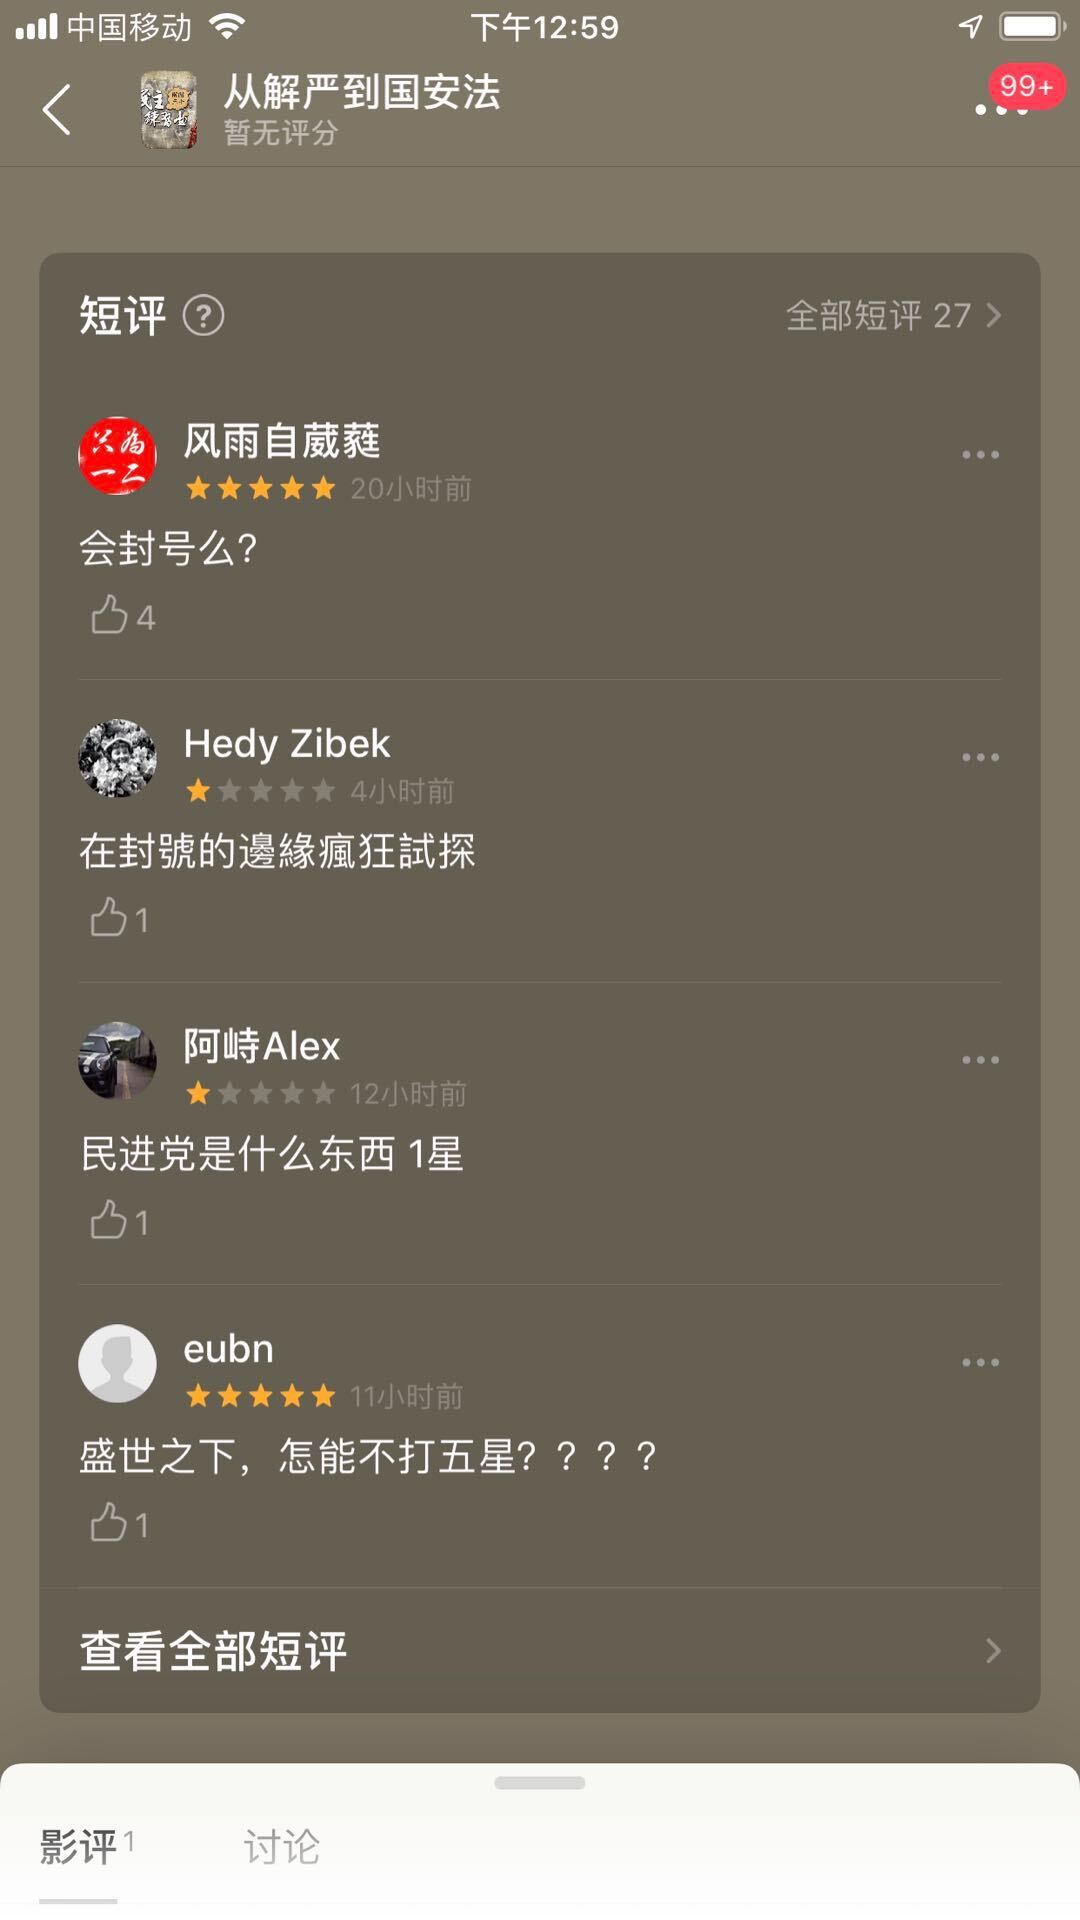 中国移动
下午12:59
从解严到国安法
暂无评分
99+
短评 ?
全部短评 27
只為
一二
风雨自葳蕤
20小时前
会封号么?
4
Hedy Zibek
4小时前
在封號的邊緣瘋狂試探
1
阿峙Alex
12小时前
民进党是什么东西 1星
1
eubn
11小时前
盛世之下，怎能不打五星？？？？
1
查看全部短评
影评 1
讨论